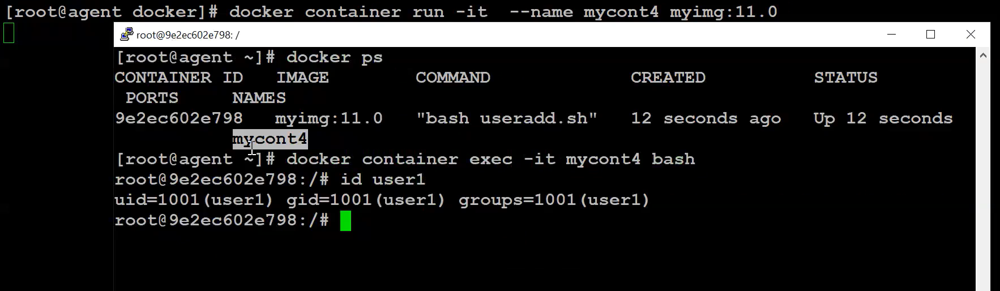 [root@agent docker]# docker container run -it  --name mycont4 myimg:11.0
root@9e2ec602e798: /
[root@agent ~]# docker ps
CONTAINER ID   IMAGE        COMMAND             CREATED          STATUS
PORTS     NAMES
9e2ec602e798   myimg:11.0   "bash useradd.sh"   12 seconds ago   Up 12 seconds
mycont4
[root@agent ~]# docker container exec -it mycont4 bash
root@9e2ec602e798:/# id user1
uid=1001(user1) gid=1001(user1) groups=1001(user1)
root@9e2ec602e798:/#